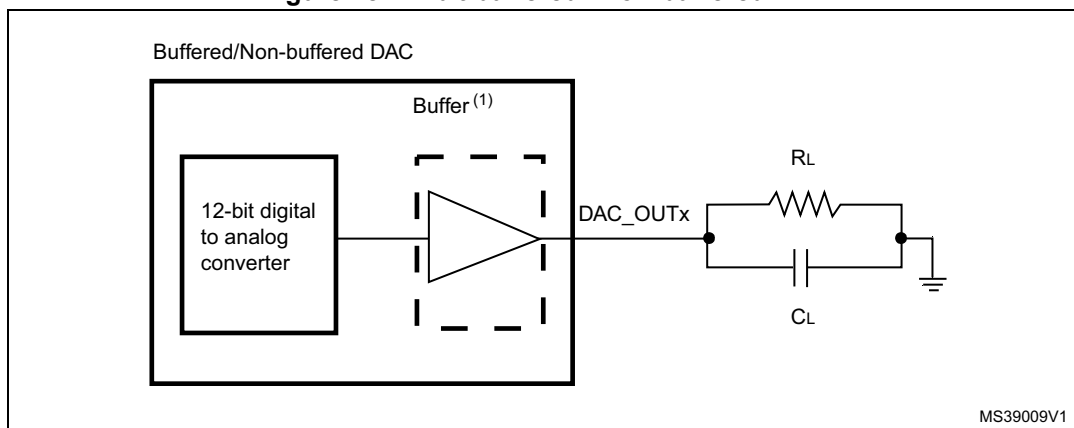 Buffered/Non-buffered DAC
Buffer (1)
12-bit digital
to analog
converter
DAC_OUTx
RL
CL
MS39009V1